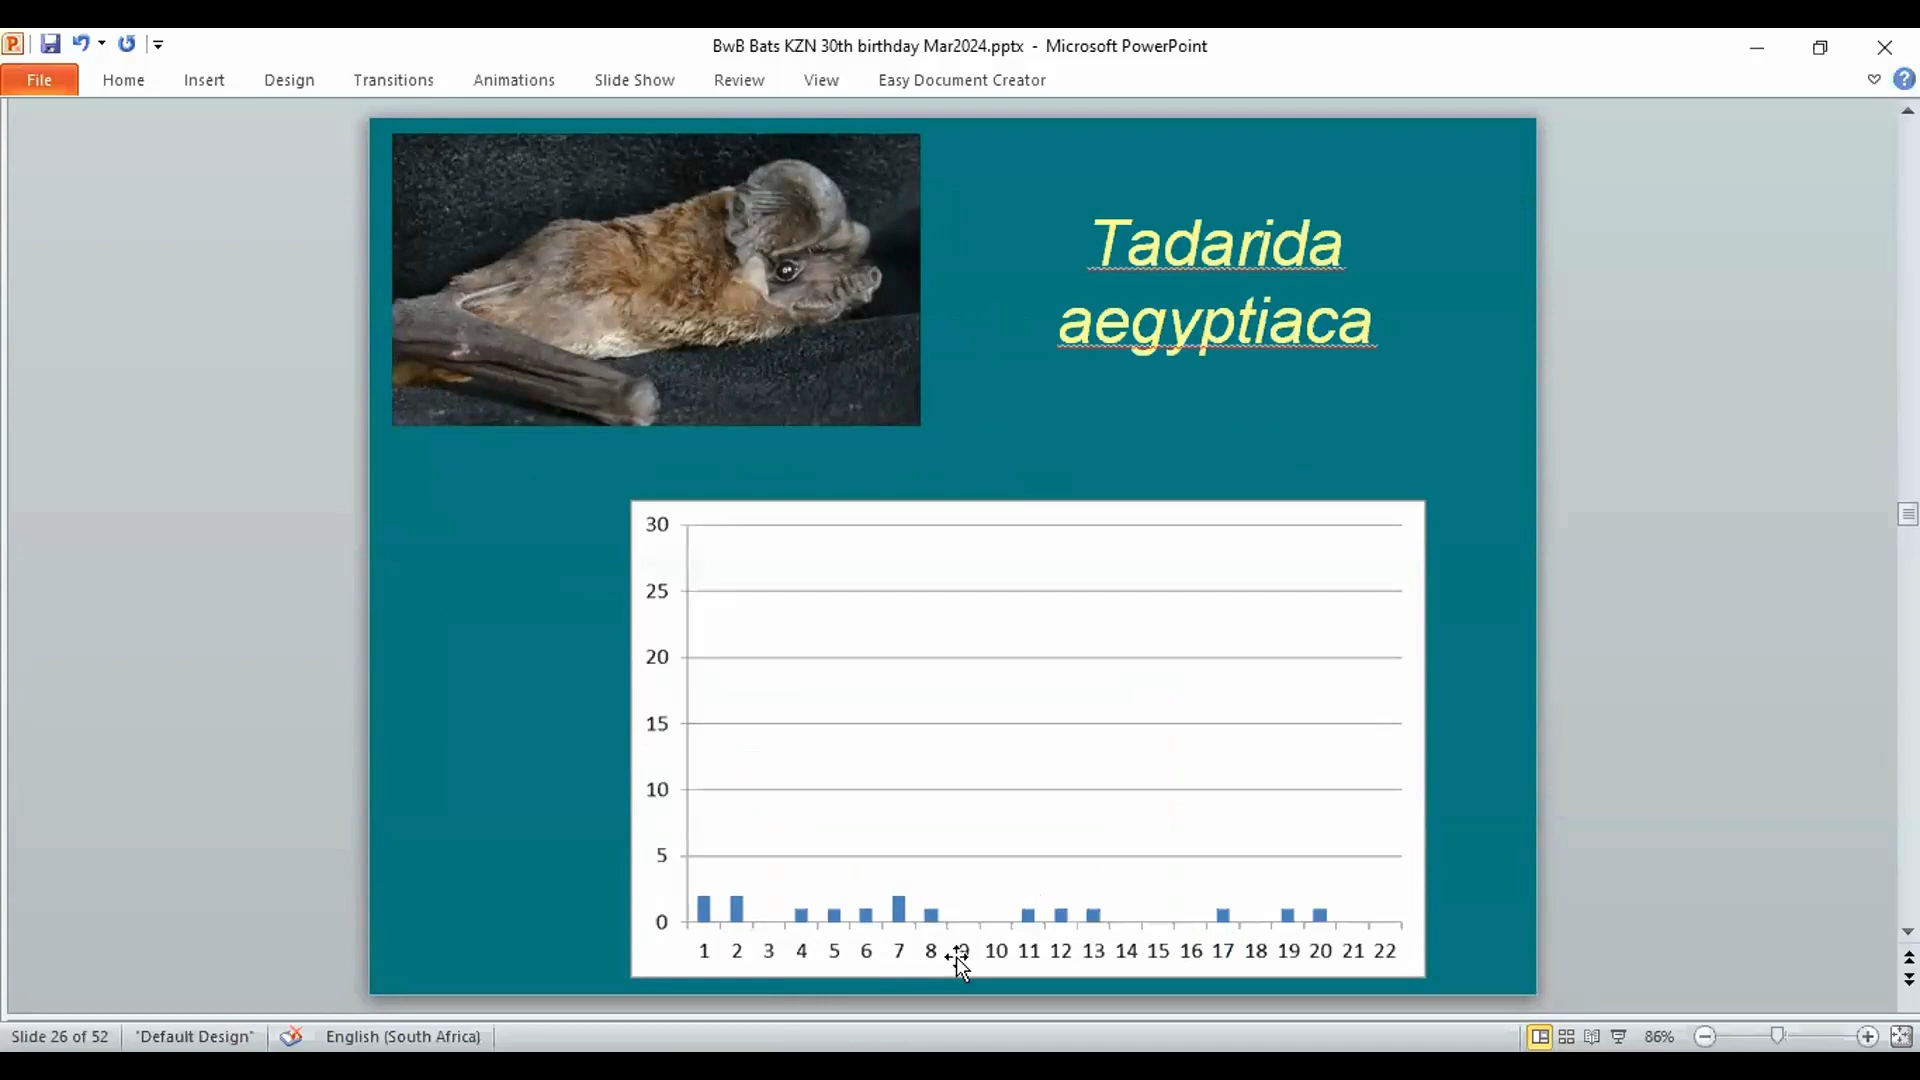 BwB Bats KZN 30th birthday Mar2024.pptx - Microsoft PowerPoint
File Home Insert Design Transitions Animations Slide Show Review View Easy Document Creator
Tadarida
aegyptiaca
30
25
20
15
10
5
0
1 2 3 4 5 6 7 8 9 10 11 12 13 14 15 16 17 18 19 20 21 22
Slide 26 of 52 "Default Design" English (South Africa) 86%